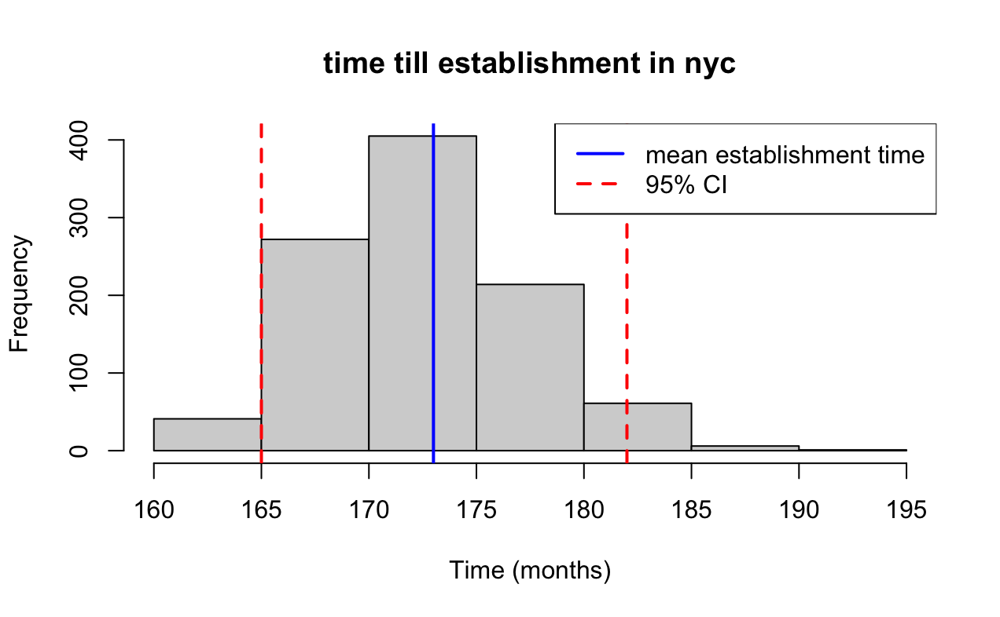 time till establishment in nyc
mean establishment time
95% CI
Frequency
400
300
200
100
0
160 165 170 175 180 185 190 195
Time (months)